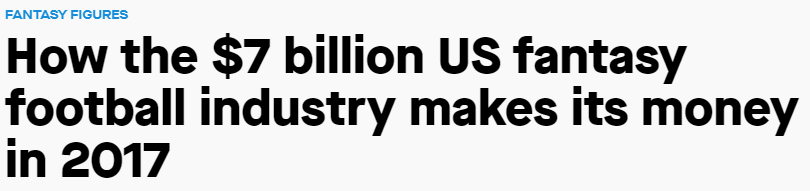 FANTASY FIGURES
How the $7 billion US fantasy
football industry makes its money
in 2017